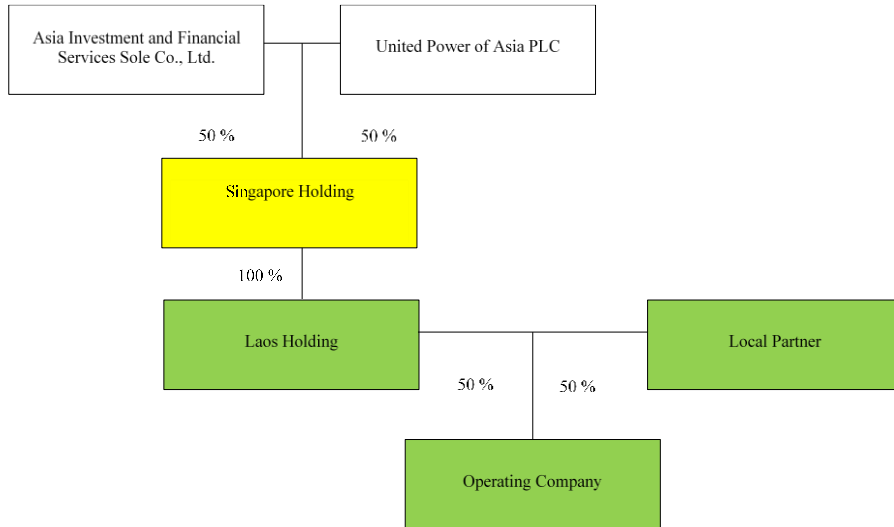 Asia Investment and Financial
Services Sole Co., Ltd.
United Power of Asia PLC
50 %
50 %
Singapore Holding
100 %
Laos Holding
Local Partner
50 %
50 %
Operating Company